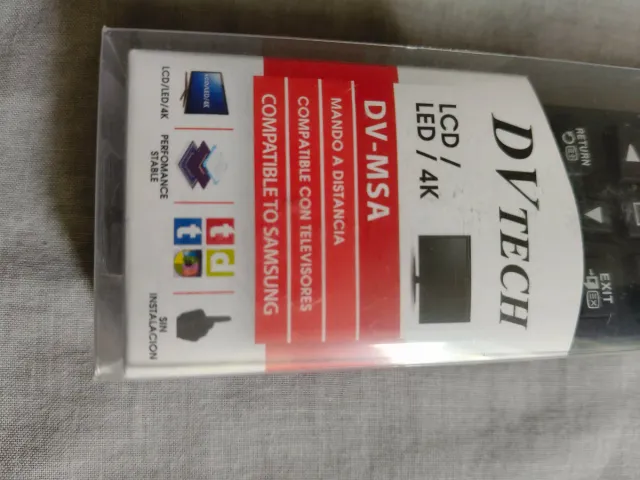 RETURN
EXIT
EX
DVTECH
LCD /
LED / 4K
DV-MSA
MANDO A DISTANCIA
COMPATIBLE CON TELEVISORES
COMPATIBLE TO SAMSUNG
LCD/LED/4K
PERFOMANCE
STABLE
t d
t
SIN
INSTALACION